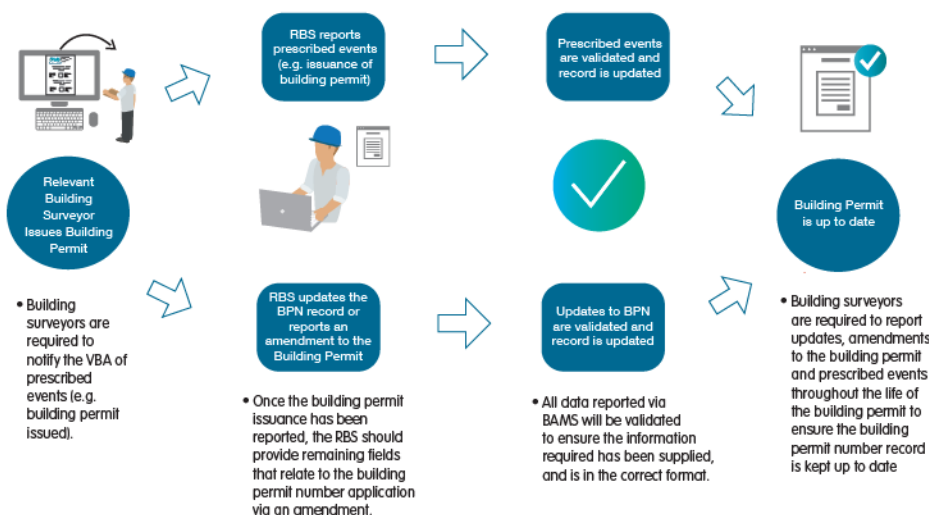 RBS reports
prescribed events
(e.g. issuance of
building permit)
Prescribed events
are validated and
record is updated
Relevant
Building
Surveyor
Issues Building
Permit
Building Permit
is up to date
RBS updates the
BPN record or
reports an
amendment to the
Building Permit
Updates to BPN
are validated and
record is updated
• Building
surveyors are
required to
notify the VBA of
prescribed
events (e.g.
building permit
issued).
• Once the building permit
issuance has been
reported, the RBS should
provide remaining fields
that relate to the building
permit number application
via an amendment.
• All data reported via
BAMS will be validated
to ensure the information
required has been supplied,
and is in the correct format.
• Building surveyors
are required to report
updates, amendments
to the building permit
and prescribed events
throughout the life of
the building permit to
ensure the building
permit number record
is kept up to date